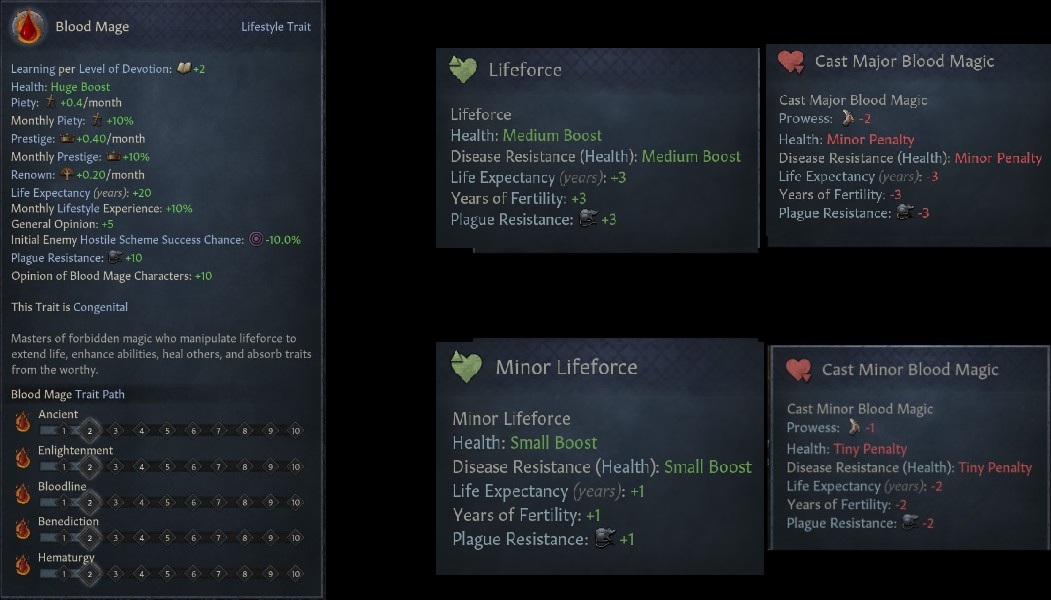 Blood Mage
Lifestyle Trait
Learning per Level of Devotion: +2
Health: Huge Boost
Piety: +0.4/month
Monthly Piety: +10%
Prestige: +0.40/month
Monthly Prestige: +10%
Renown: +0.20/month
Life Expectancy (years): +20
Monthly Lifestyle Experience: +10%
General Opinion: +5
Initial Enemy Hostile Scheme Success Chance: -10.0%
Plague Resistance: +10
Opinion of Blood Mage Characters: +10
This Trait is Congenital
Masters of forbidden magic who manipulate lifeforce to
extend life, enhance abilities, heal others, and absorb traits
from the worthy.
Blood Mage Trait Path
Ancient
1 2 3 4 5 6 7 8 9 10
Enlightenment
1 2 3 4 5 6 7 8 9 10
Bloodline
1 2 3 4 5 6 7 8 9 10
Benediction
1 2 3 4 5 6 7 8 9 10
Hematurgy
1 2 3 4 5 6 7 8 9 10
Lifeforce
Lifeforce
Health: Medium Boost
Disease Resistance (Health): Medium Boost
Life Expectancy (years): +3
Years of Fertility: +3
Plague Resistance: +3
Cast Major Blood Magic
Cast Major Blood Magic
Prowess: -2
Health: Minor Penalty
Disease Resistance (Health): Minor Penalty
Life Expectancy (years): -3
Years of Fertility: -3
Plague Resistance: -3
Minor Lifeforce
Minor Lifeforce
Health: Small Boost
Disease Resistance (Health): Small Boost
Life Expectancy (years): +1
Years of Fertility: +1
Plague Resistance: +1
Cast Minor Blood Magic
Cast Minor Blood Magic
Prowess: -1
Health: Tiny Penalty
Disease Resistance (Health): Tiny Penalty
Life Expectancy (years): -2
Years of Fertility: -2
Plague Resistance: -2